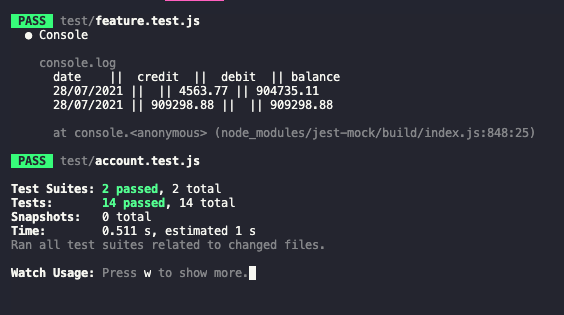 PASS test/feature.test.js
● Console
console.log
date || credit || debit || balance
28/07/2021 || || 4563.77 || 904735.11
28/07/2021 || 909298.88 || || 909298.88
at console.<anonymous> (node_modules/jest-mock/build/index.js:848:25)
PASS test/account.test.js
Test Suites: 2 passed, 2 total
Tests: 14 passed, 14 total
Snapshots: 0 total
Time: 0.511 s, estimated 1 s
Ran all test suites related to changed files.
Watch Usage: Press w to show more.